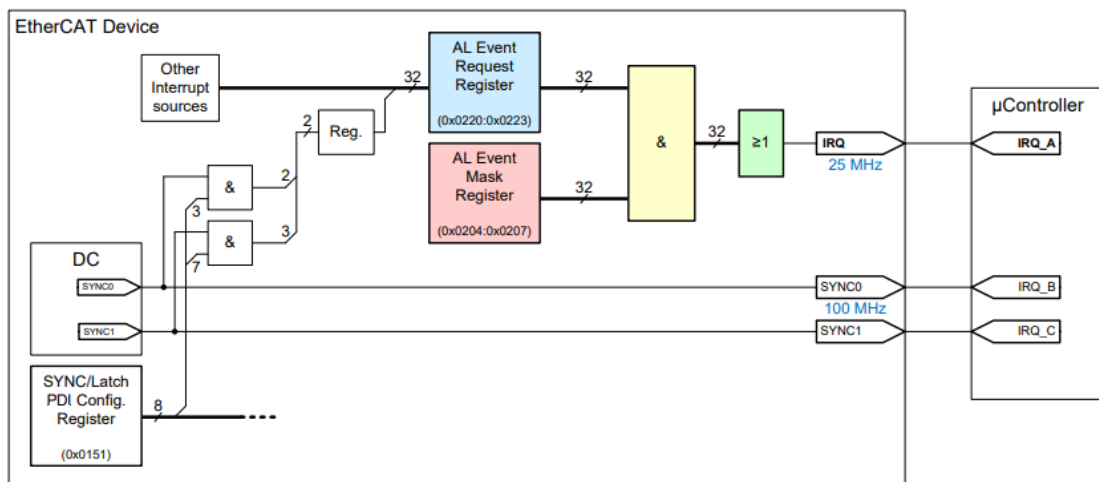 EtherCAT Device
Other
Interrupt
sources
AL Event
Request
Register
(0x0220:0x0223)
32
32
2
Reg.
AL Event
Mask
Register
(0x0204:0x0207)
32
&
32
≥1
IRQ
25 MHz
µController
IRQ_A
&
2
3
&
3
7
DC
SYNC0
SYNC1
SYNC0
100 MHz
SYNC1
IRQ_B
IRQ_C
SYNC/Latch
PDI Config.
Register
(0x0151)
8